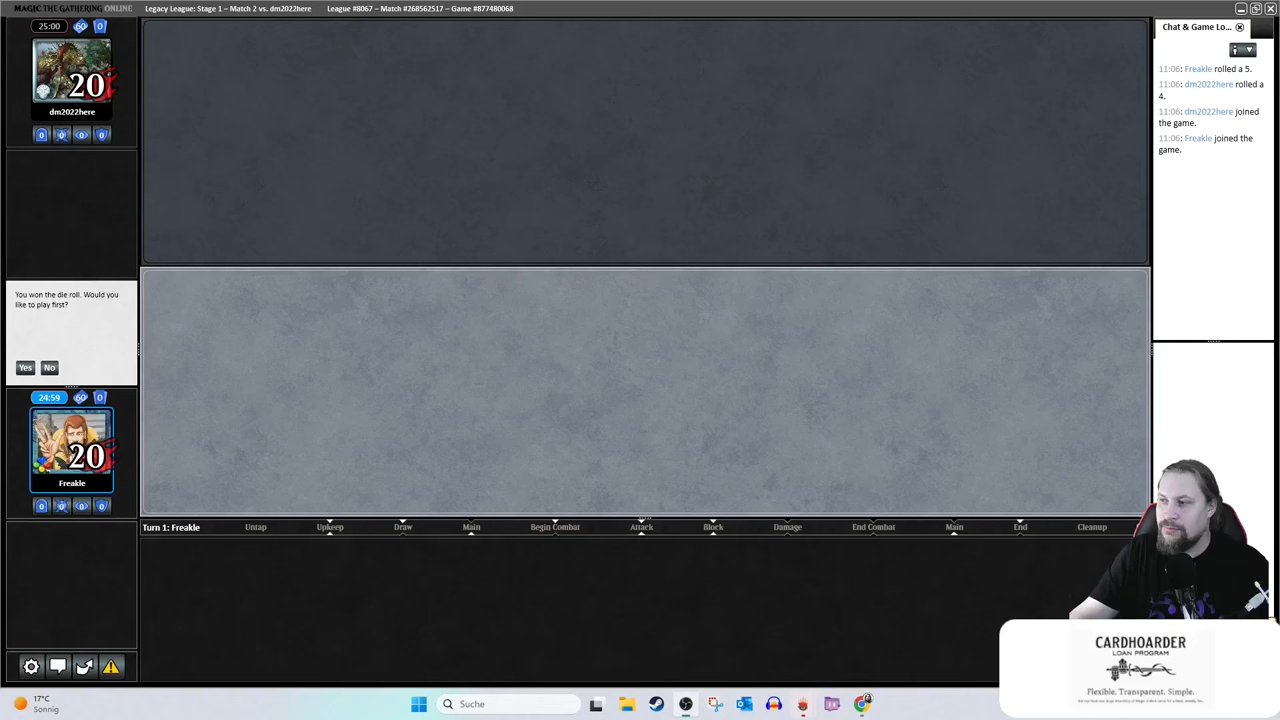 MAGIC THE GATHERING ONLINE
Legacy League: Stage 1 – Match 2 vs. dm2022here
League #8067 – Match #268562517 – Game #877480068
25:00
60
0
20
dm2022here
0
0
0
0
You won the die roll. Would you
like to play first?
Yes
No
24:59
60
0
20
Freakle
0
0
0
0
Turn 1: Freakle
Untap
Upkeep
Draw
Main
Begin Combat
Attack
Block
Damage
End Combat
Main
End
Cleanup
Chat & Game Lo...
11:06: Freakle rolled a 5.
11:06: dm2022here rolled a
4.
11:06: dm2022here joined
the game.
11:06: Freakle joined the
game.
CARDHOARDER
LOAN PROGRAM
Flexible. Transparent. Simple.
17°C
Sonnig
Suche